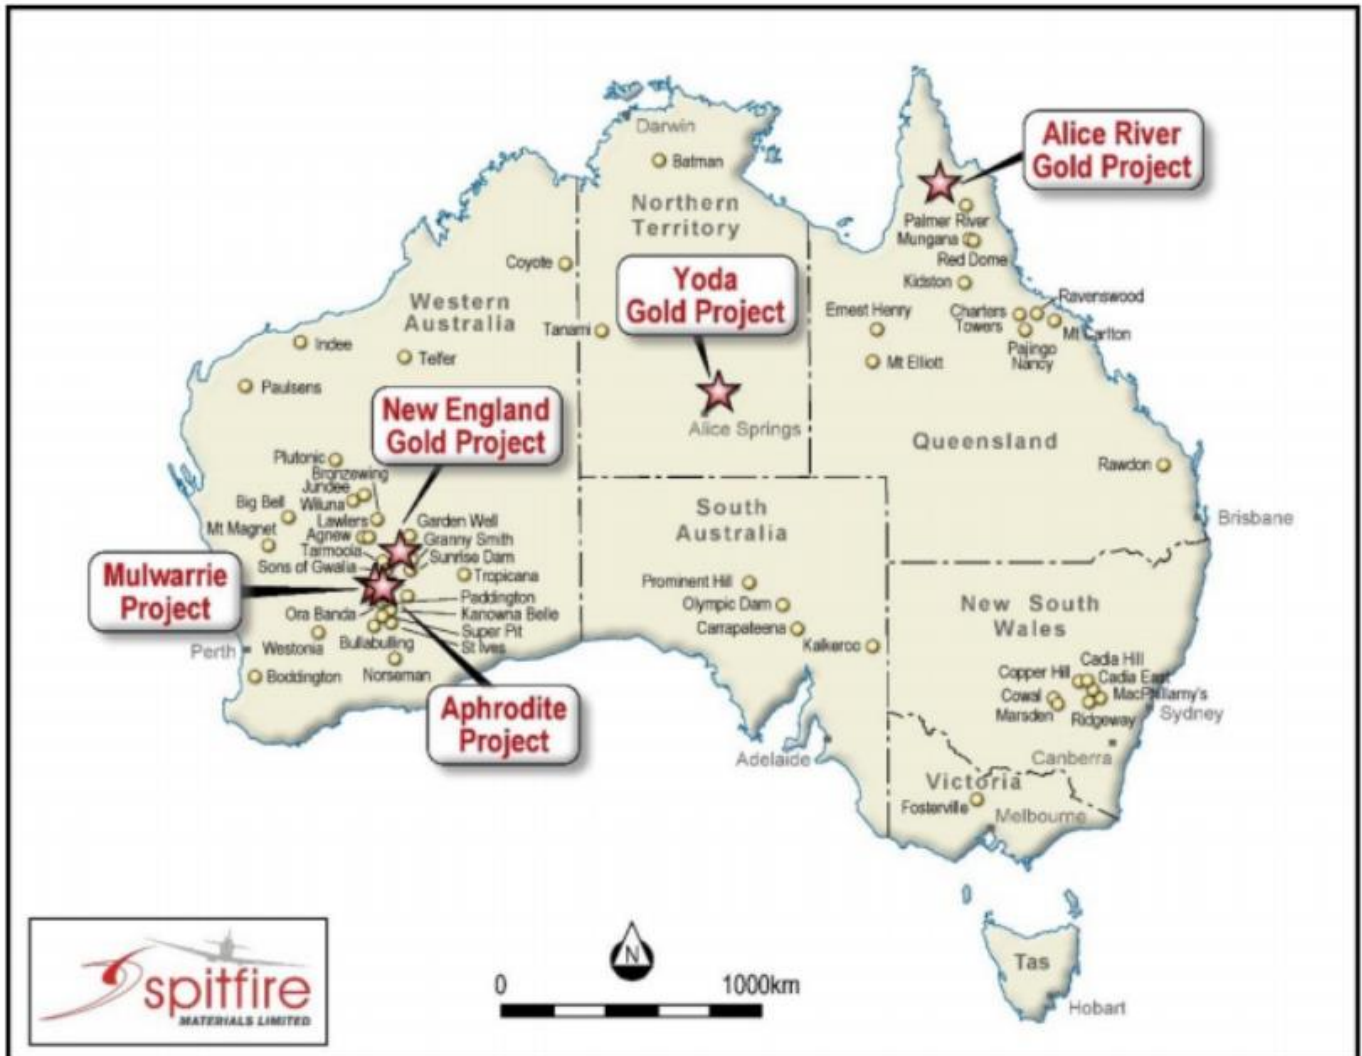 Darwin
Batman
Northern
Territory
Alice River
Gold Project
Palmer River
Mungana
Red Dome
Kidston
Coyote
Yoda
Gold Project
Western
Australia
Tanami
Ernest Henry
Charters
Towers
Ravenswood
Mt Carlton
Pajingo
Nancy
Mt Elliott
Indee
Telfer
Paulsens
New England
Gold Project
Alice Springs
Queensland
Rawdon
Brisbane
Plutonic
Bronzewing
Jundee
Wiluna
Big Bell
Lawlers
Mt Magnet
Agnew
Tarmoola
Sons of Gwalia
Garden Well
Granny Smith
Sunrise Dam
Tropicana
South
Australia
Mulwarrie
Project
Paddington
Ora Banda
Kanowna Belle
Super Pit
St Ives
Bullabulling
Westonia
Perth
Norseman
Boddington
Prominent Hill
Olympic Dam
Carrapateena
Kalkaroo
New South
Wales
Cadia Hill
Copper Hill
Cadia East
Cowal
MacPhillamy's
Marsden
Ridgeway
Sydney
Aphrodite
Project
Adelaide
Canberra
Victoria
Fosterville
Melbourne
Tas
Hobart
spitfire
MATERIALS LIMITED
N
0 1000km